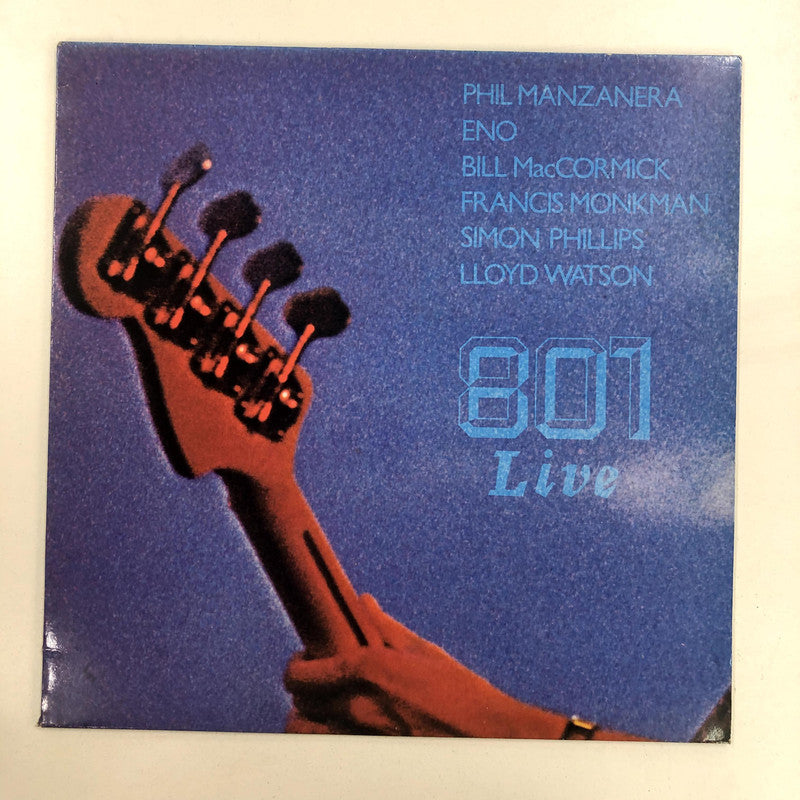 PHIL MANZANERA
ENO
BILL MacCORMICK
FRANCIS MONKMAN
SIMON PHILLIPS
LLOYD WATSON
801
Live